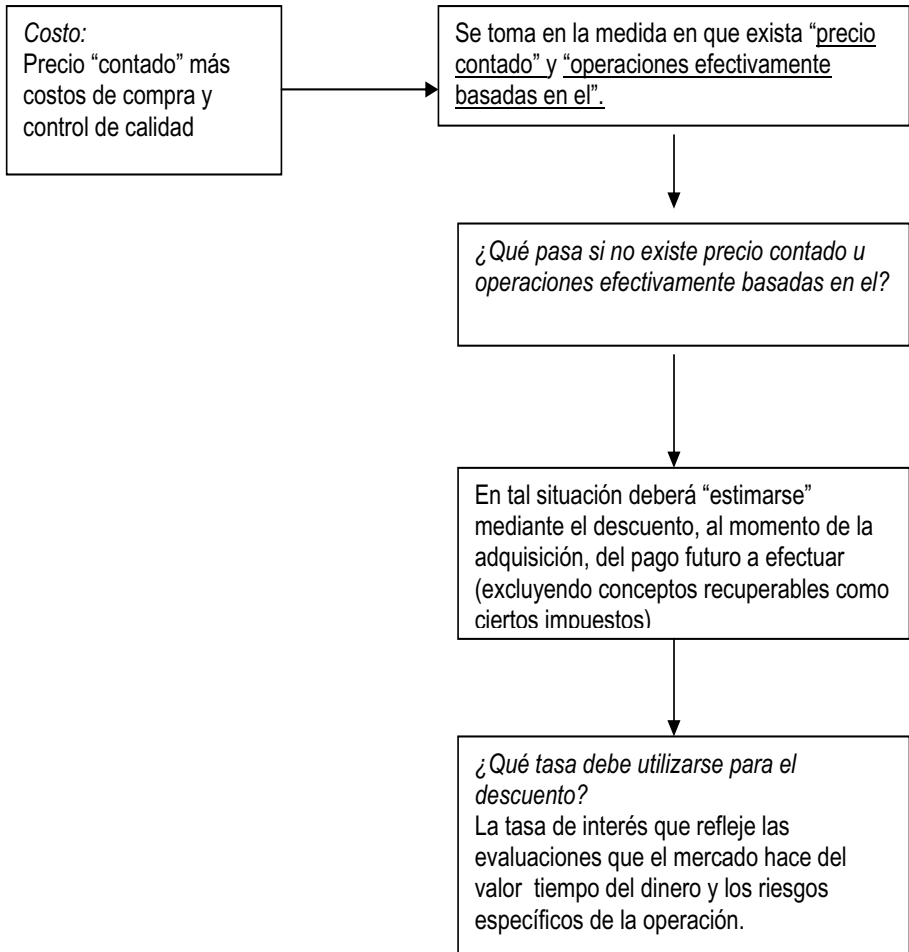 Costo:
Precio “contado” más
costos de compra y
control de calidad
Se toma en la medida en que exista “precio
contado” y “operaciones efectivamente
basadas en el”.
¿Qué pasa si no existe precio contado u
operaciones efectivamente basadas en el?
En tal situación deberá “estimarse”
mediante el descuento, al momento de la
adquisición, del pago futuro a efectuar
(excluyendo conceptos recuperables como
ciertos impuestos)
¿Qué tasa debe utilizarse para el
descuento?
La tasa de interés que refleje las
evaluaciones que el mercado hace del
valor tiempo del dinero y los riesgos
específicos de la operación.